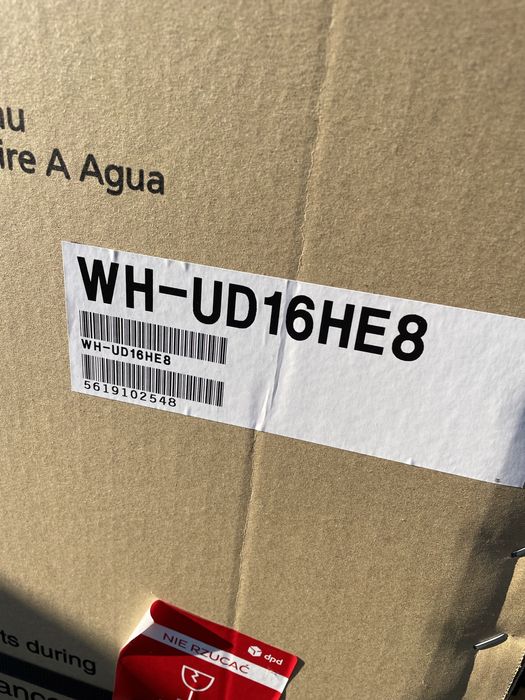 au
ire A Agua
WH-UD16HE8
WH-UD16HE8
5619102548
NIE RZUCAĆ
dpd
ts during